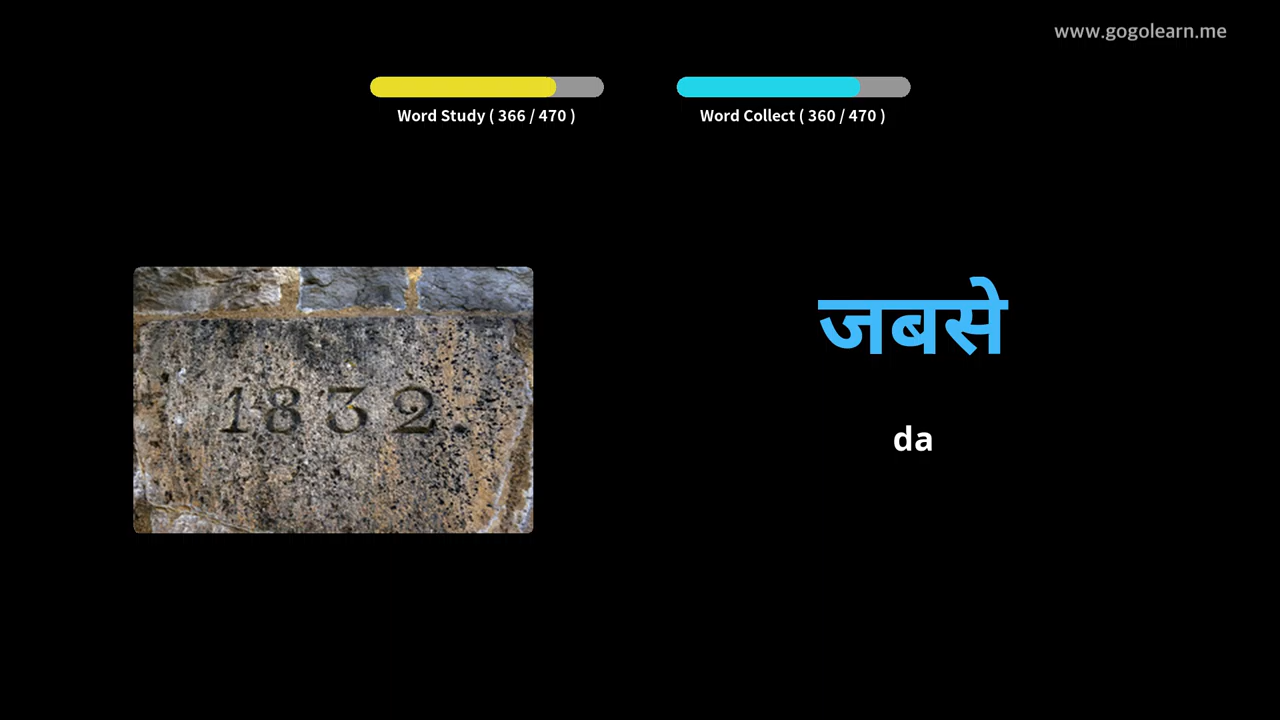 www.gogolearn.me
Word Study ( 366 / 470 )
Word Collect ( 360 / 470 )
1832
जबसे
da